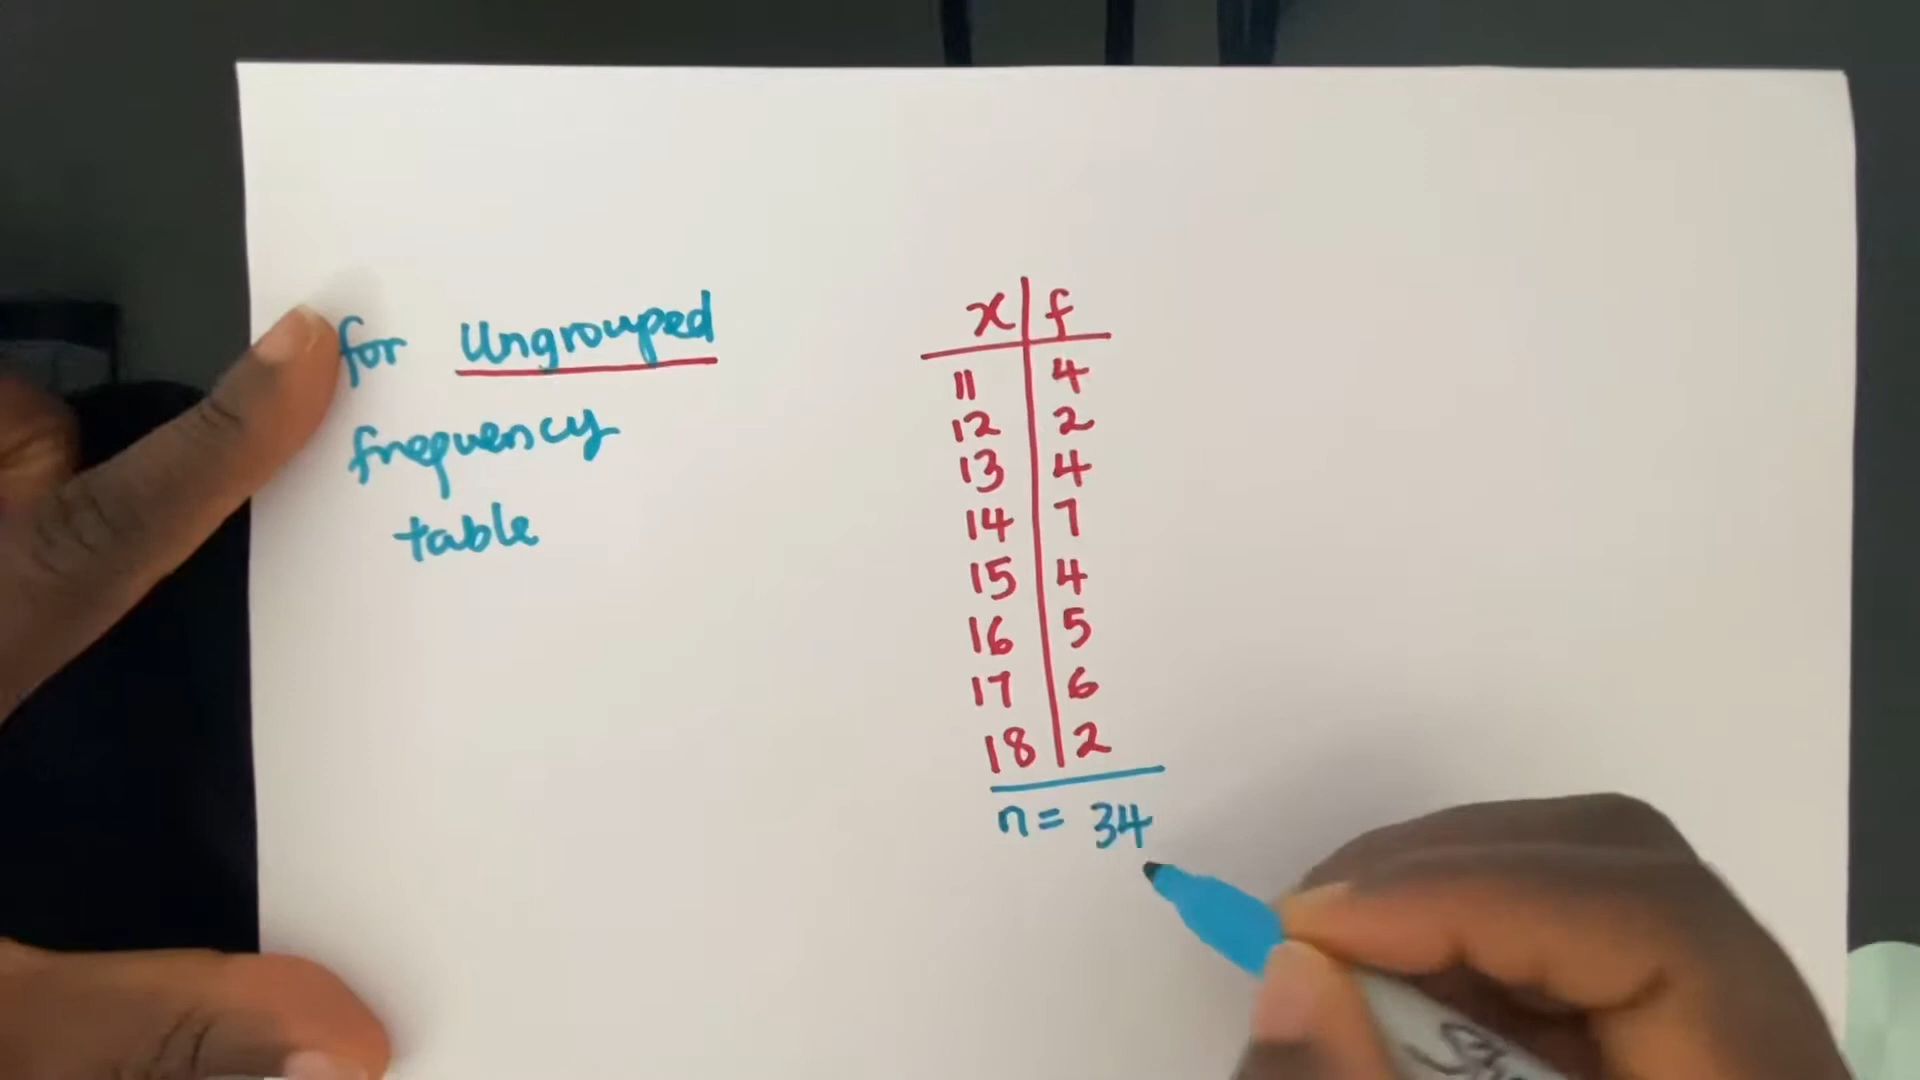 for Ungrouped
frequency
table
x f
11 4
12 2
13 4
14 7
15 4
16 5
17 6
18 2
n = 34